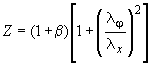 Z = (1 + β)[1 + (λφ / λx)²]